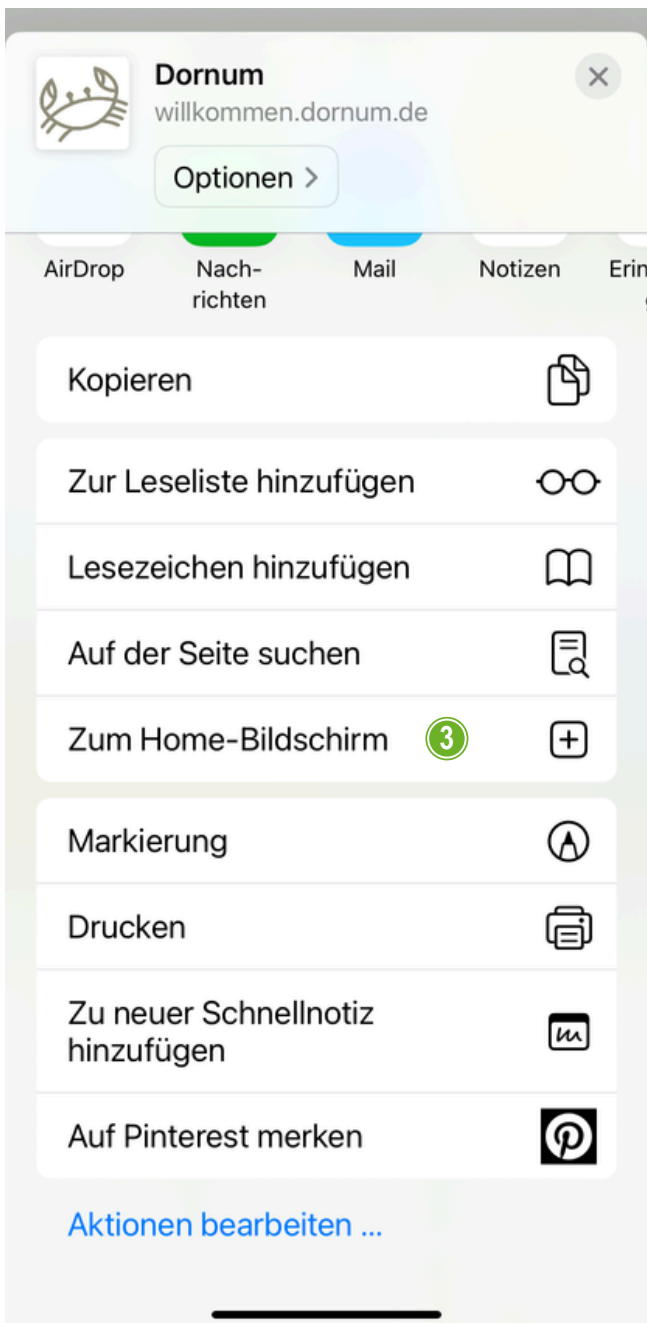 Dornum
willkommen.dornum.de
Optionen
AirDrop
Nach-
richten
Mail
Notizen
Erin
Kopieren
Zur Leseliste hinzufügen
Lesezeichen hinzufügen
Auf der Seite suchen
Zum Home-Bildschirm 3
Markierung
Drucken
Zu neuer Schnellnotiz
hinzufügen
Auf Pinterest merken
Aktionen bearbeiten ...